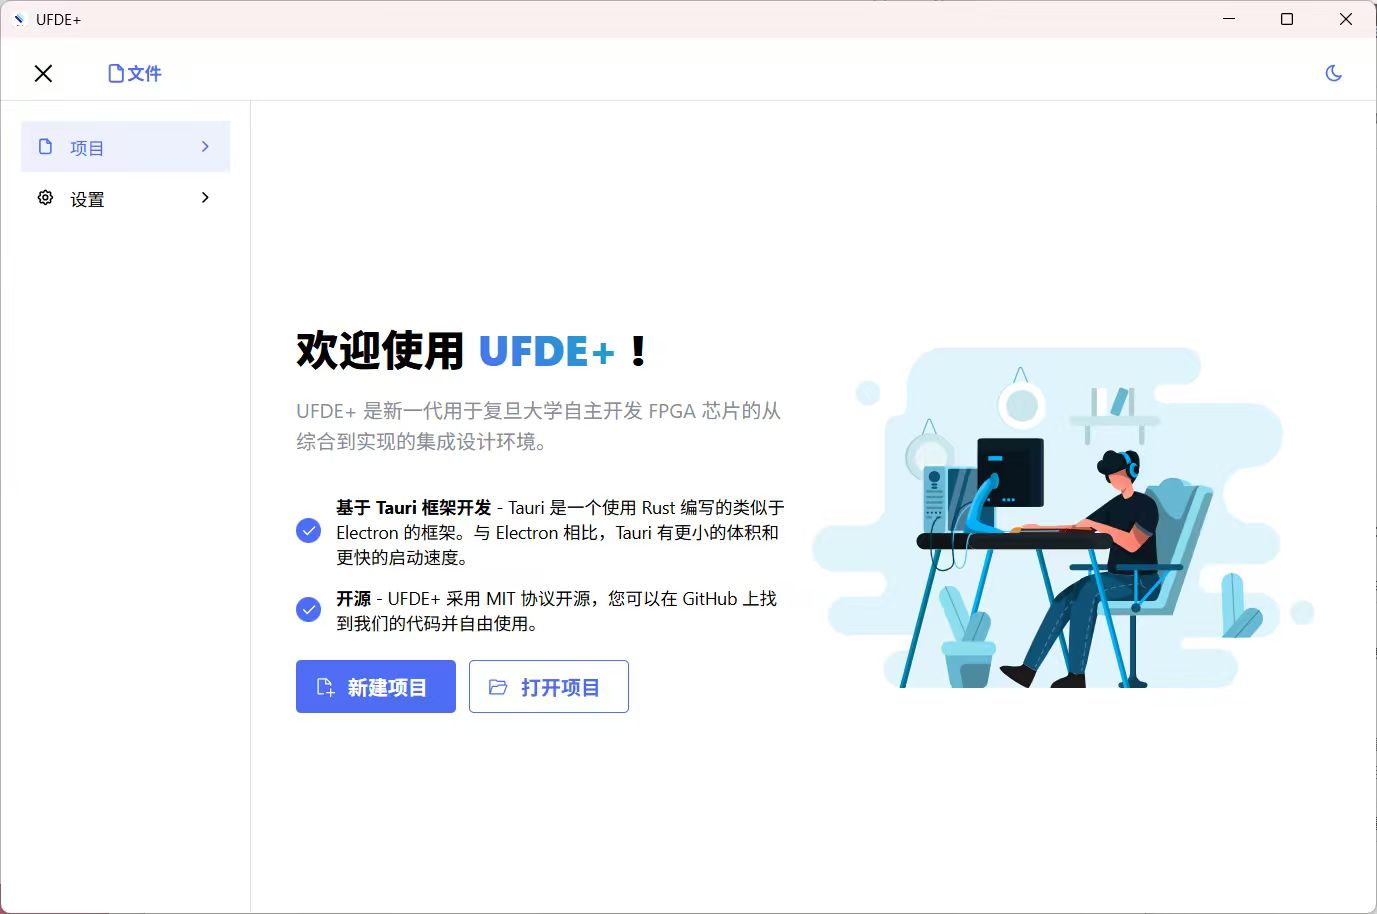 UFDE+
文件
项目
设置
欢迎使用 UFDE+ ！
UFDE+ 是新一代用于复旦大学自主开发 FPGA 芯片的从
综合到实现的集成设计环境。
基于 Tauri 框架开发 - Tauri 是一个使用 Rust 编写的类似于
Electron 的框架。与 Electron 相比，Tauri 有更小的体积和
更快的启动速度。
开源 - UFDE+ 采用 MIT 协议开源，您可以在 GitHub 上找
到我们的代码并自由使用。
新建项目
打开项目